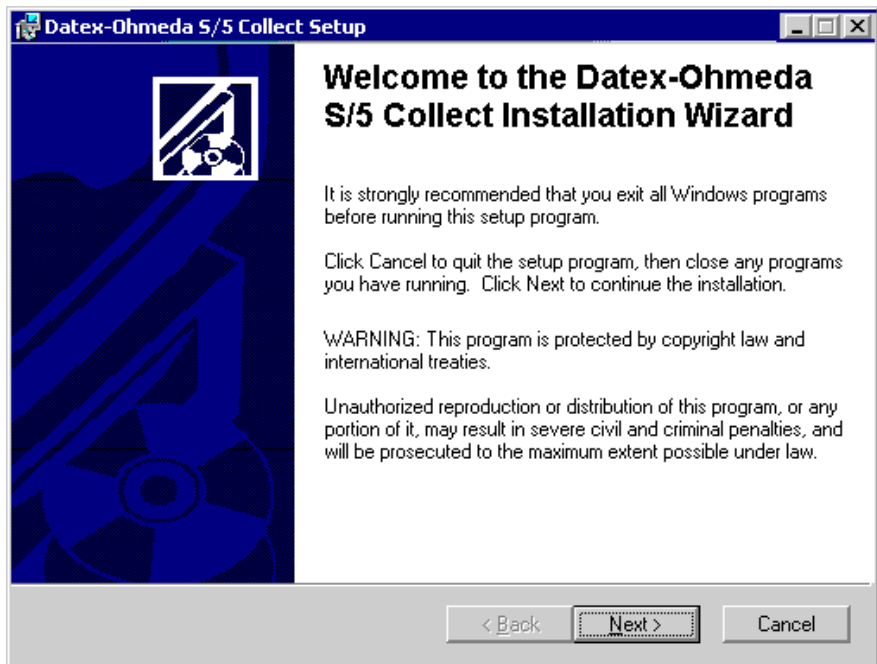 Datex-Ohmeda S/5 Collect Setup
Welcome to the Datex-Ohmeda
S/5 Collect Installation Wizard
It is strongly recommended that you exit all Windows programs
before running this setup program.
Click Cancel to quit the setup program, then close any programs
you have running.  Click Next to continue the installation.
WARNING: This program is protected by copyright law and
international treaties.
Unauthorized reproduction or distribution of this program, or any
portion of it, may result in severe civil and criminal penalties, and
will be prosecuted to the maximum extent possible under law.
< Back
Next >
Cancel